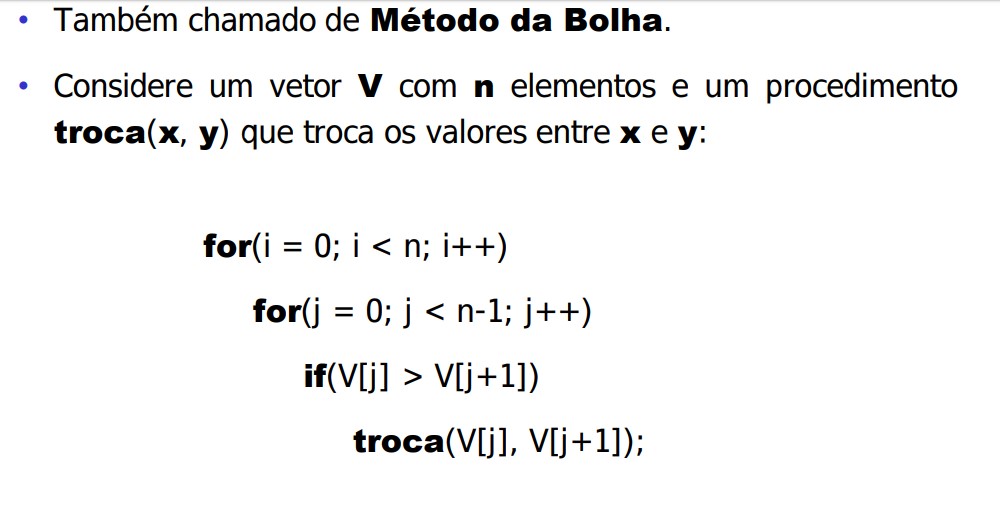 • Também chamado de Método da Bolha.
• Considere um vetor V com n elementos e um procedimento
troca(x, y) que troca os valores entre x e y:
for(i = 0; i < n; i++)
for(j = 0; j < n-1; j++)
if(V[j] > V[j+1])
troca(V[j], V[j+1]);